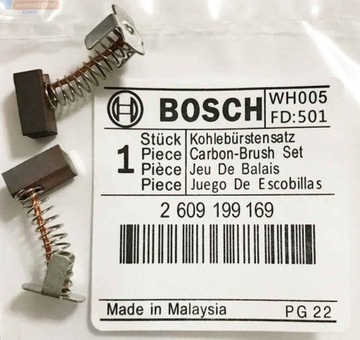 BOSCH
WH005
FD:501
1
Stück Kohlebürstensatz
Piece Carbon-Brush Set
Pièce Jeu De Balais
Pieza Juego De Escobillas
2 609 199 169
Made in Malaysia PG 22